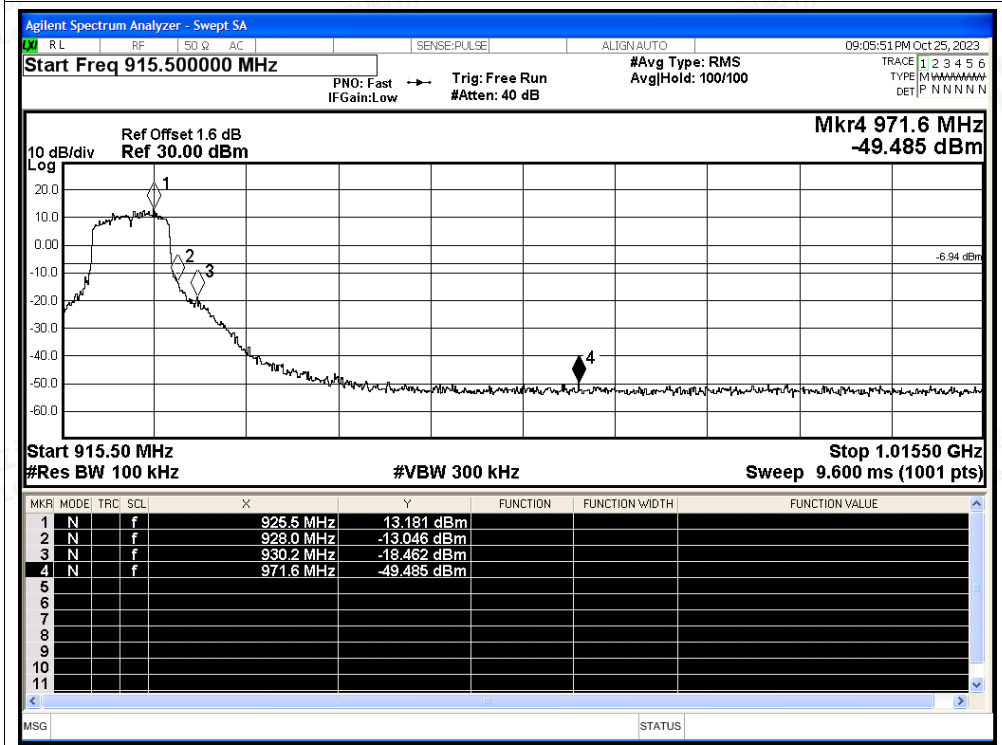 Agilent Spectrum Analyzer - Swept SA
LXI RL RF 50 Ω AC SENSE:PULSE ALIGN AUTO 09:05:51 PM Oct 25, 2023
Start Freq 915.500000 MHz
PNO: Fast Trig: Free Run #Avg Type: RMS TRACE 1 2 3 4 5 6
IFGain:Low #Atten: 40 dB Avg|Hold: 100/100 TYPE M
DET P N N N N N
Mkr4 971.6 MHz
-49.485 dBm
Ref Offset 1.6 dB
10 dB/div Ref 30.00 dBm
Log
20.0
1
10.0
0.00
2
-6.94 dBm
-10.0
3
-20.0
-30.0
-40.0
4
-50.0
-60.0
Start 915.50 MHz Stop 1.01550 GHz
#Res BW 100 kHz #VBW 300 kHz Sweep 9.600 ms (1001 pts)
MKR MODE TRC SCL X Y FUNCTION FUNCTION WIDTH FUNCTION VALUE
1 N f 925.5 MHz 13.181 dBm
2 N f 928.0 MHz -13.046 dBm
3 N f 930.2 MHz -18.462 dBm
4 N f 971.6 MHz -49.485 dBm
5
6
7
8
9
10
11
MSG STATUS